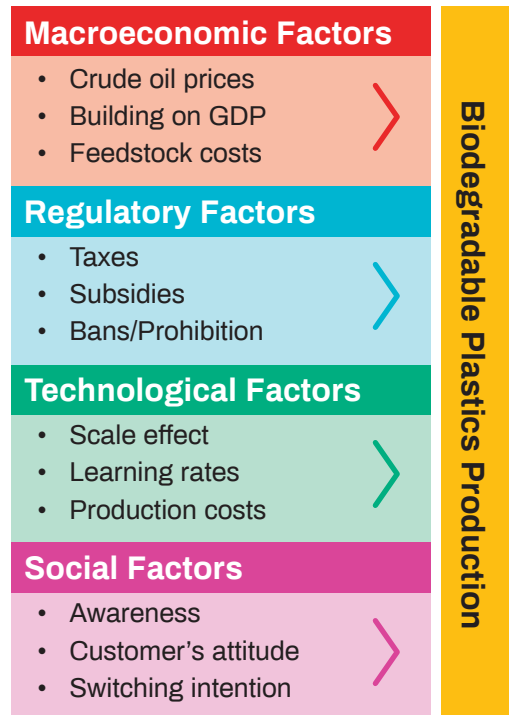 Macroeconomic Factors
• Crude oil prices
• Building on GDP
• Feedstock costs
Regulatory Factors
• Taxes
• Subsidies
• Bans/Prohibition
Technological Factors
• Scale effect
• Learning rates
• Production costs
Social Factors
• Awareness
• Customer’s attitude
• Switching intention
Biodegradable Plastics Production